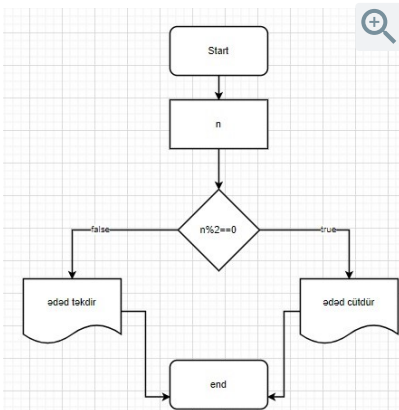 Start
n
n%2==0
false
true
ədəd təkdir
ədəd cütdür
end